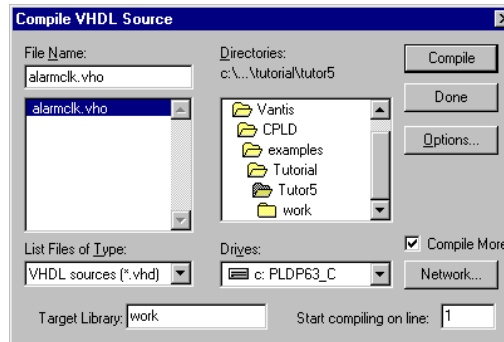 Compile VHDL Source
File Name:
alarmclk.vho
alarmclk.vho
List Files of Type:
VHDL sources (*.vhd)
Directories:
c:\...\tutorial\tutor5
Vantis
CPLD
examples
Tutorial
Tutor5
work
Drives:
c: PLDP63_C
Compile
Done
Options...
Compile More
Network...
Target Library: work
Start compiling on line: 1